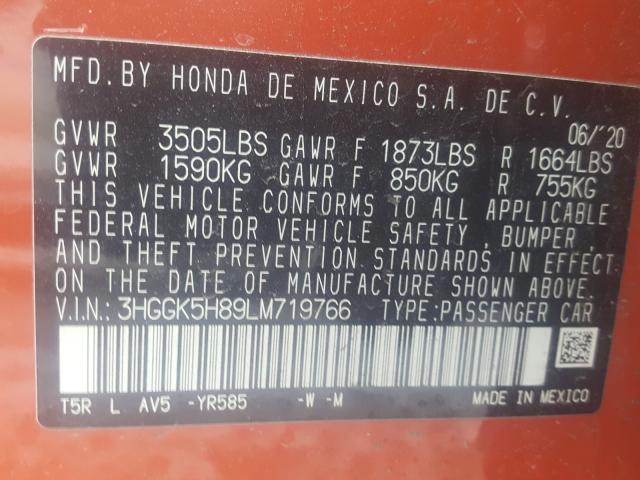 MFD. BY HONDA DE MEXICO S.A. DE C.V.
06/'20
GVWR 3505LBS GAWR F 1873LBS R 1664LBS
GVWR 1590KG GAWR F 850KG R 755KG
THIS VEHICLE CONFORMS TO ALL APPLICABLE
FEDERAL MOTOR VEHICLE SAFETY , BUMPER ,
AND THEFT PREVENTION STANDARDS IN EFFECT
ON THE DATE OF MANUFACTURE SHOWN ABOVE.
V.I.N.: 3HGGK5H89LM719766 TYPE:PASSENGER CAR
T5R L AV5 -YR585 -W -M MADE IN MEXICO